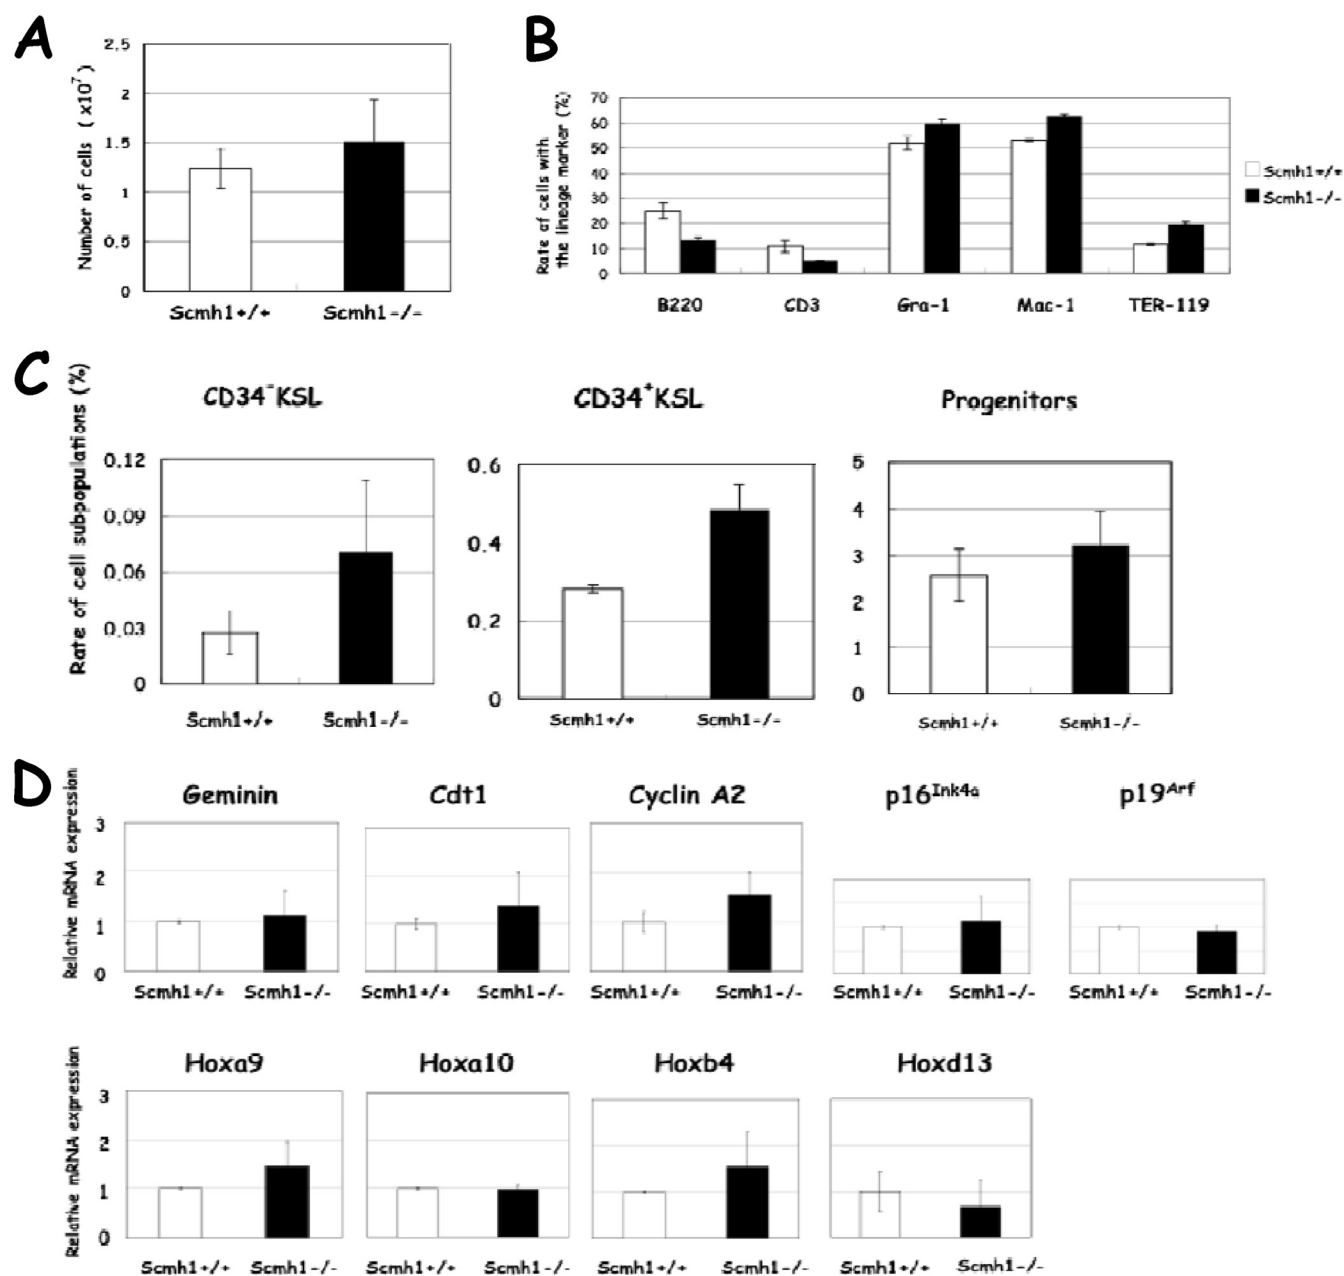 A
Number of cells ( x10⁷)
2.5
2
1.5
1
0.5
0
Scmh1+/+ Scmh1-/-
B
Rate of cells with
the lineage marker (%)
70
60
50
40
30
20
10
0
B220 CD3 Gra-1 Mac-1 TER-119
Scmh1+/+
Scmh1-/-
C
Rate of cell subpopulations (%)
CD34⁻KSL
0.12
0.09
0.06
0.03
0
Scmh1+/+ Scmh1-/-
CD34⁺KSL
0.6
0.4
0.2
0
Scmh1+/+ Scmh1-/-
Progenitors
5
4
3
2
1
0
Scmh1+/+ Scmh1-/-
D
Relative mRNA expression
3
2
1
0
Geminin
Scmh1+/+ Scmh1-/-
Cdt1
Scmh1+/+ Scmh1-/-
Cyclin A2
Scmh1+/+ Scmh1-/-
p16Ink4a
Scmh1+/+ Scmh1-/-
p19Arf
Scmh1+/+ Scmh1-/-
Relative mRNA expression
3
2
1
0
Hoxa9
Scmh1+/+ Scmh1-/-
Hoxa10
Scmh1+/+ Scmh1-/-
Hoxb4
Scmh1+/+ Scmh1-/-
Hoxd13
Scmh1+/+ Scmh1-/-